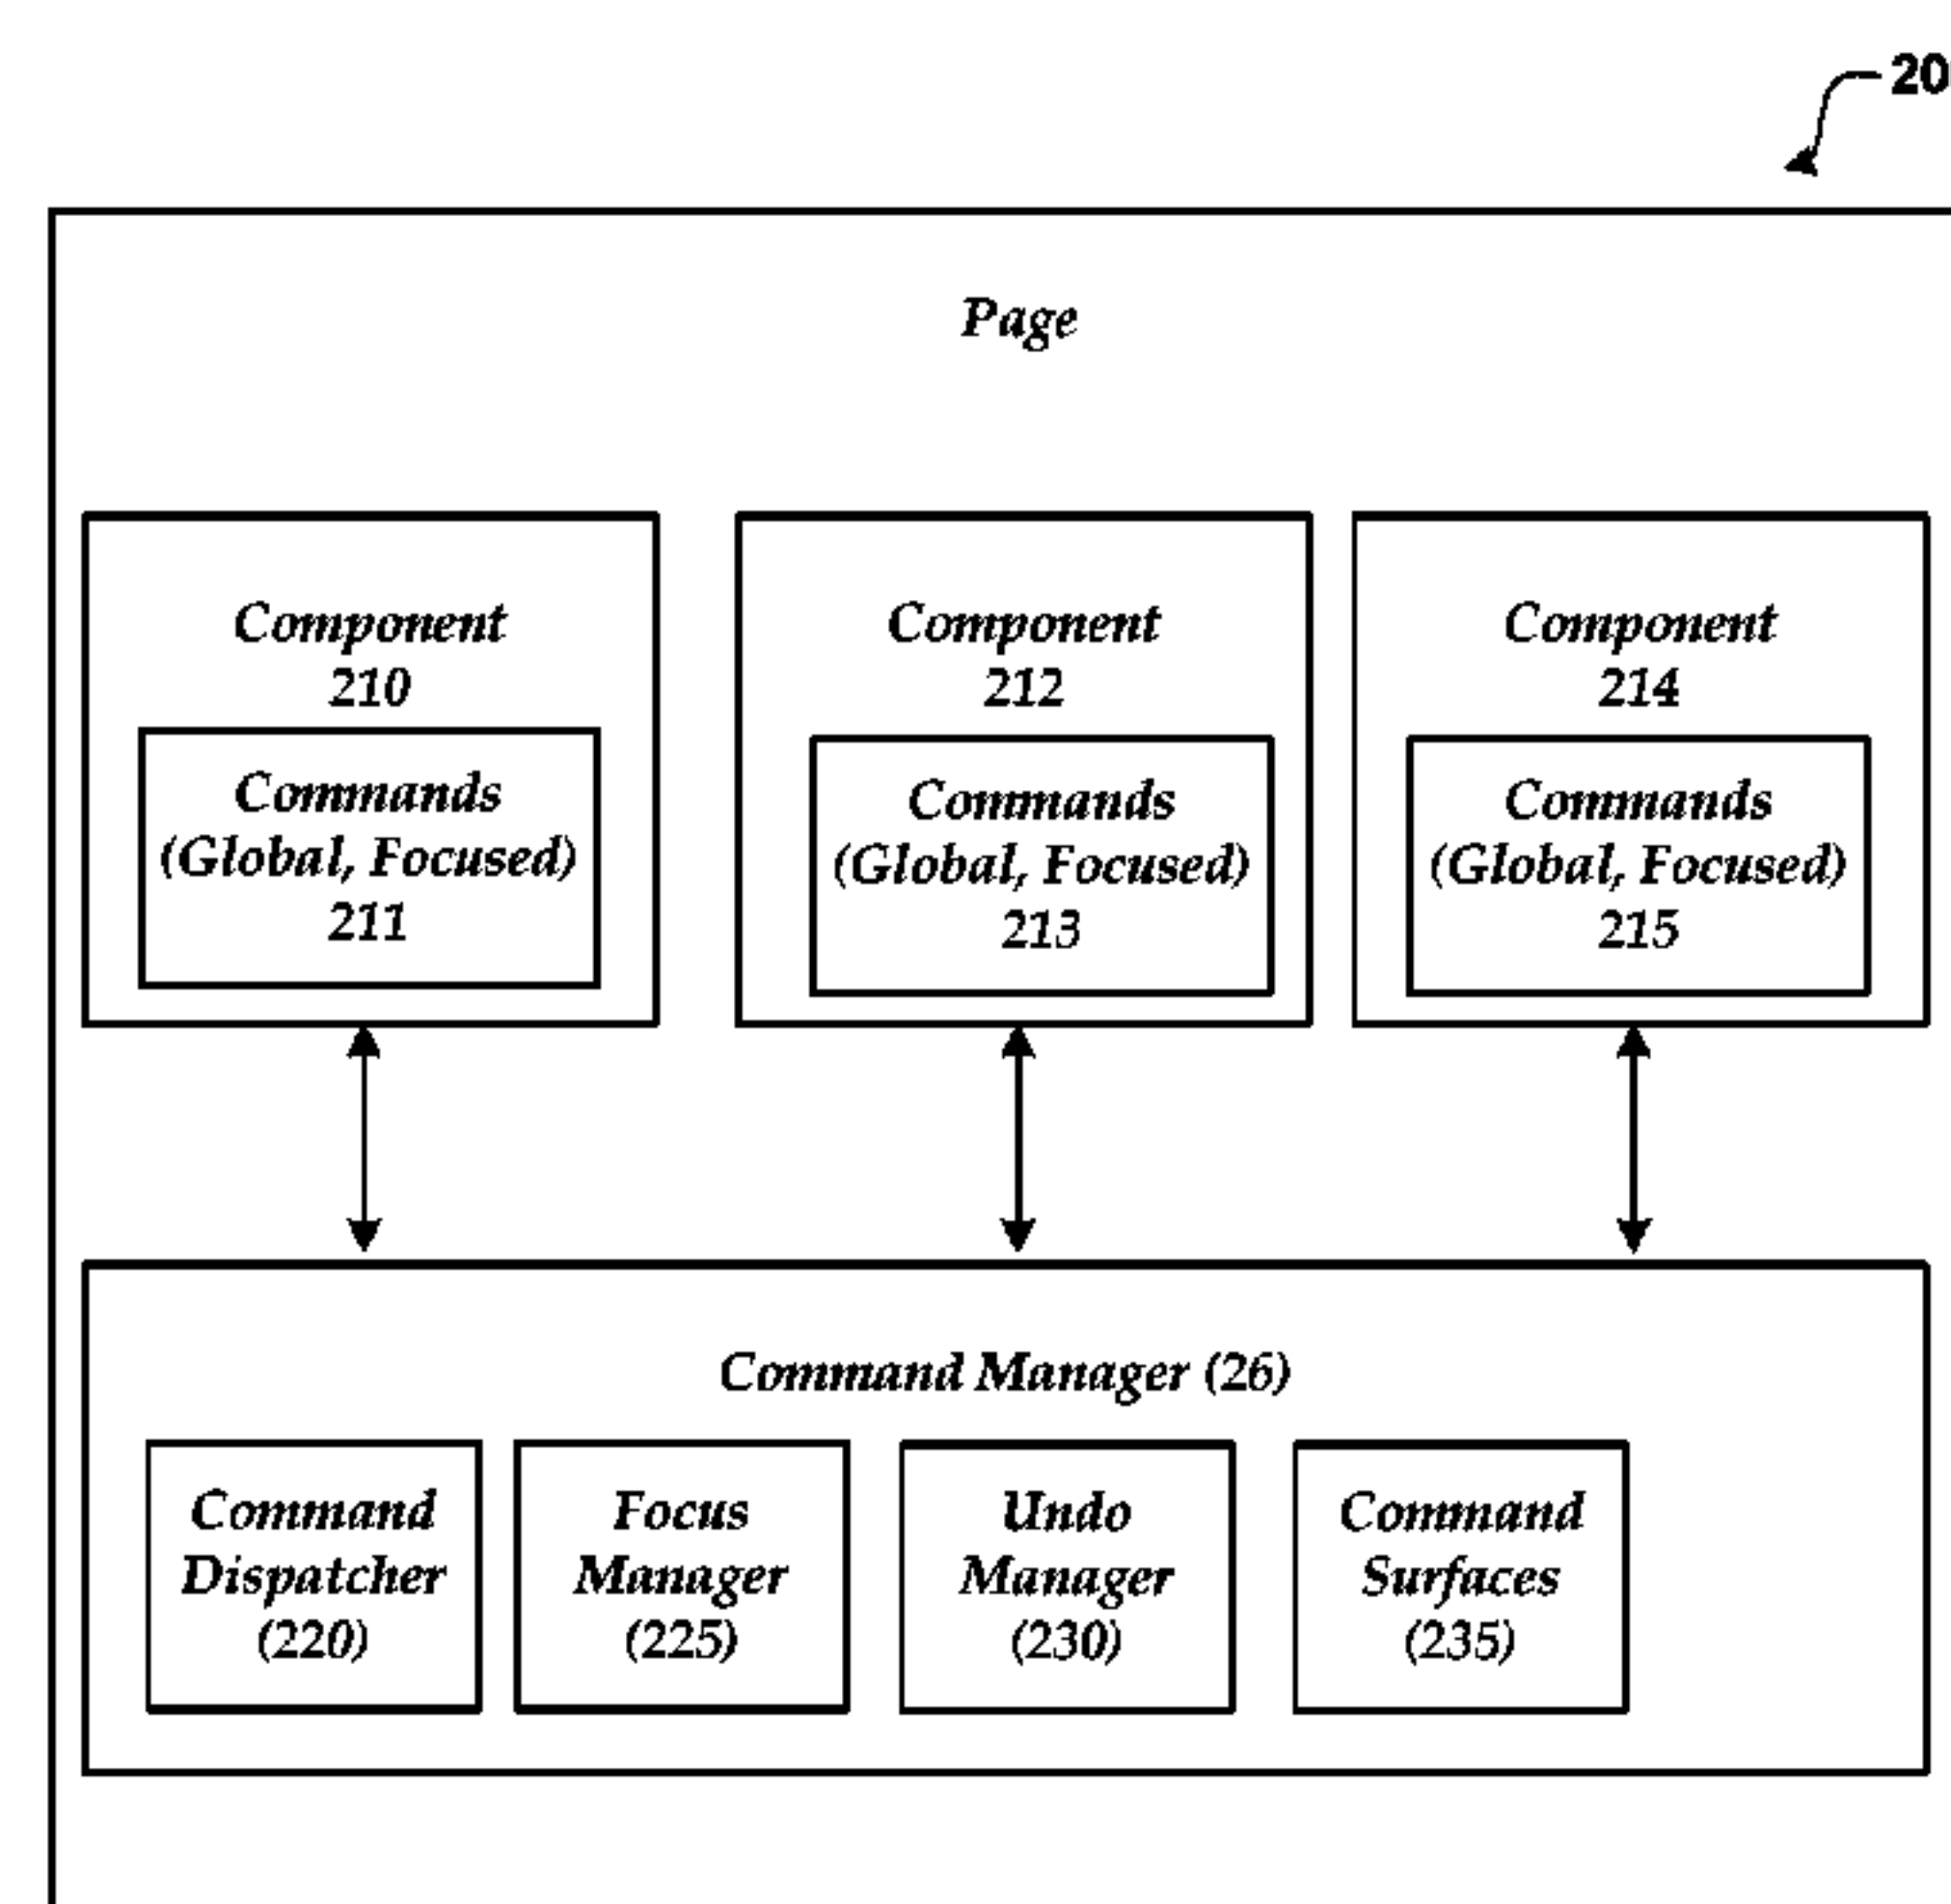 Page
Component
210
Commands
(Global, Focused)
211
Component
212
Commands
(Global, Focused)
213
Component
214
Commands
(Global, Focused)
215
Command Manager (26)
Command
Dispatcher
(220)
Focus
Manager
(225)
Undo
Manager
(230)
Command
Surfaces
(235)